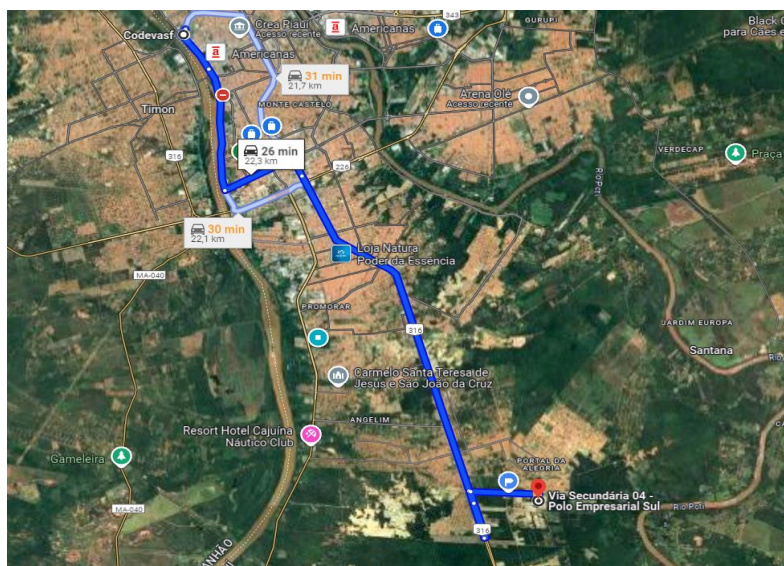 343
GURUPI
Black C
para Cães e
Crea Piauí
Acesso recente
Americanas
Codevasf
Americanas
31 min
21,7 km
Arena Olé
Acesso recente
Timon
MONTE CASTELO
316
26 min
22,3 km
226
VERDECAP
Praça
Rio Poti
30 min
22,1 km
Loja Natura
Poder da Essência
MA-040
PROMORAR
316
JARDIM EUROPA
Santana
Carmelo Santa Teresa de
Jesus e São João da Cruz
ANGELIM
Resort Hotel Cajuína
Náutico Club
Gameleira
PORTAL DA
ALEGRIA
Via Secundária 04 -
Polo Empresarial Sul
Rio Poti
MA-040
316